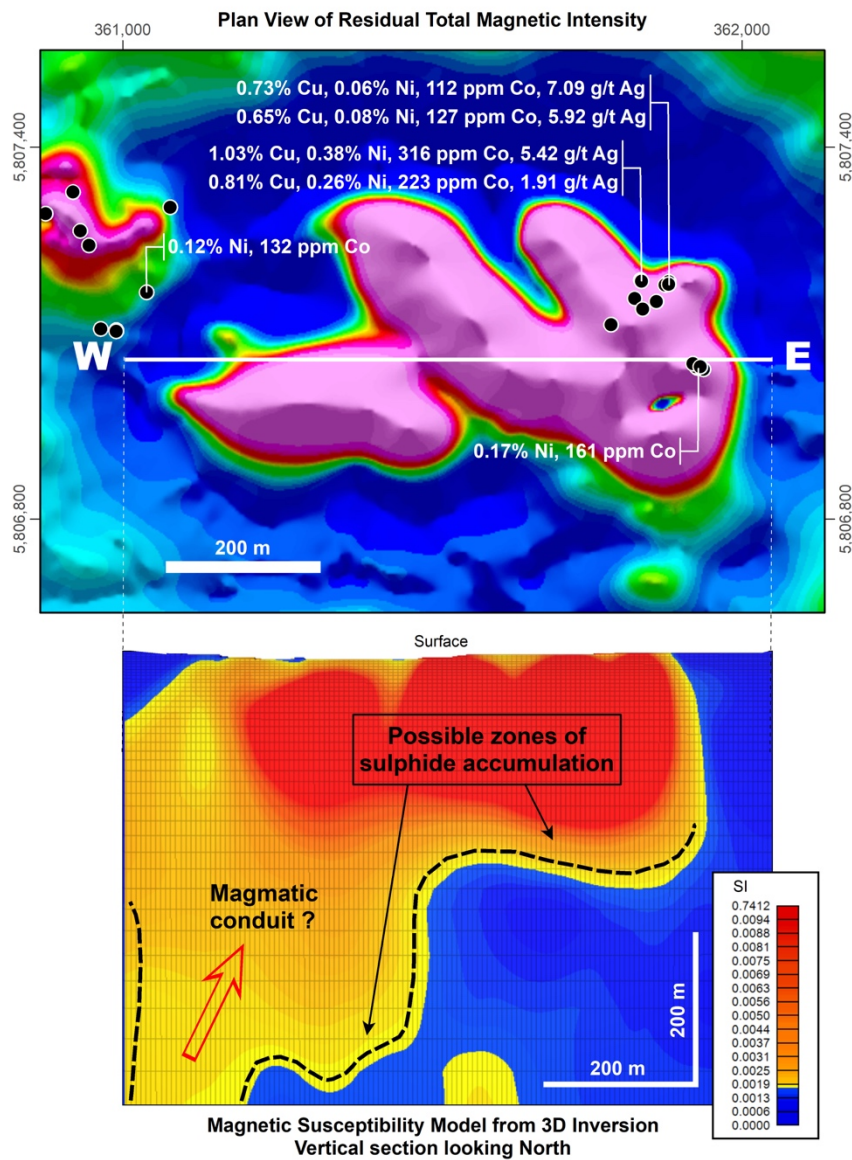 Plan View of Residual Total Magnetic Intensity
361,000
362,000
5,807,400
5,807,400
0.73% Cu, 0.06% Ni, 112 ppm Co, 7.09 g/t Ag
0.65% Cu, 0.08% Ni, 127 ppm Co, 5.92 g/t Ag
1.03% Cu, 0.38% Ni, 316 ppm Co, 5.42 g/t Ag
0.81% Cu, 0.26% Ni, 223 ppm Co, 1.91 g/t Ag
0.12% Ni, 132 ppm Co
W
E
0.17% Ni, 161 ppm Co
5,806,800
5,806,800
200 m
Surface
Possible zones of
sulphide accumulation
Magmatic
conduit ?
200 m
200 m
SI
0.7412
0.0094
0.0088
0.0081
0.0075
0.0069
0.0063
0.0056
0.0050
0.0044
0.0037
0.0031
0.0025
0.0019
0.0013
0.0006
0.0000
Magnetic Susceptibility Model from 3D Inversion
Vertical section looking North